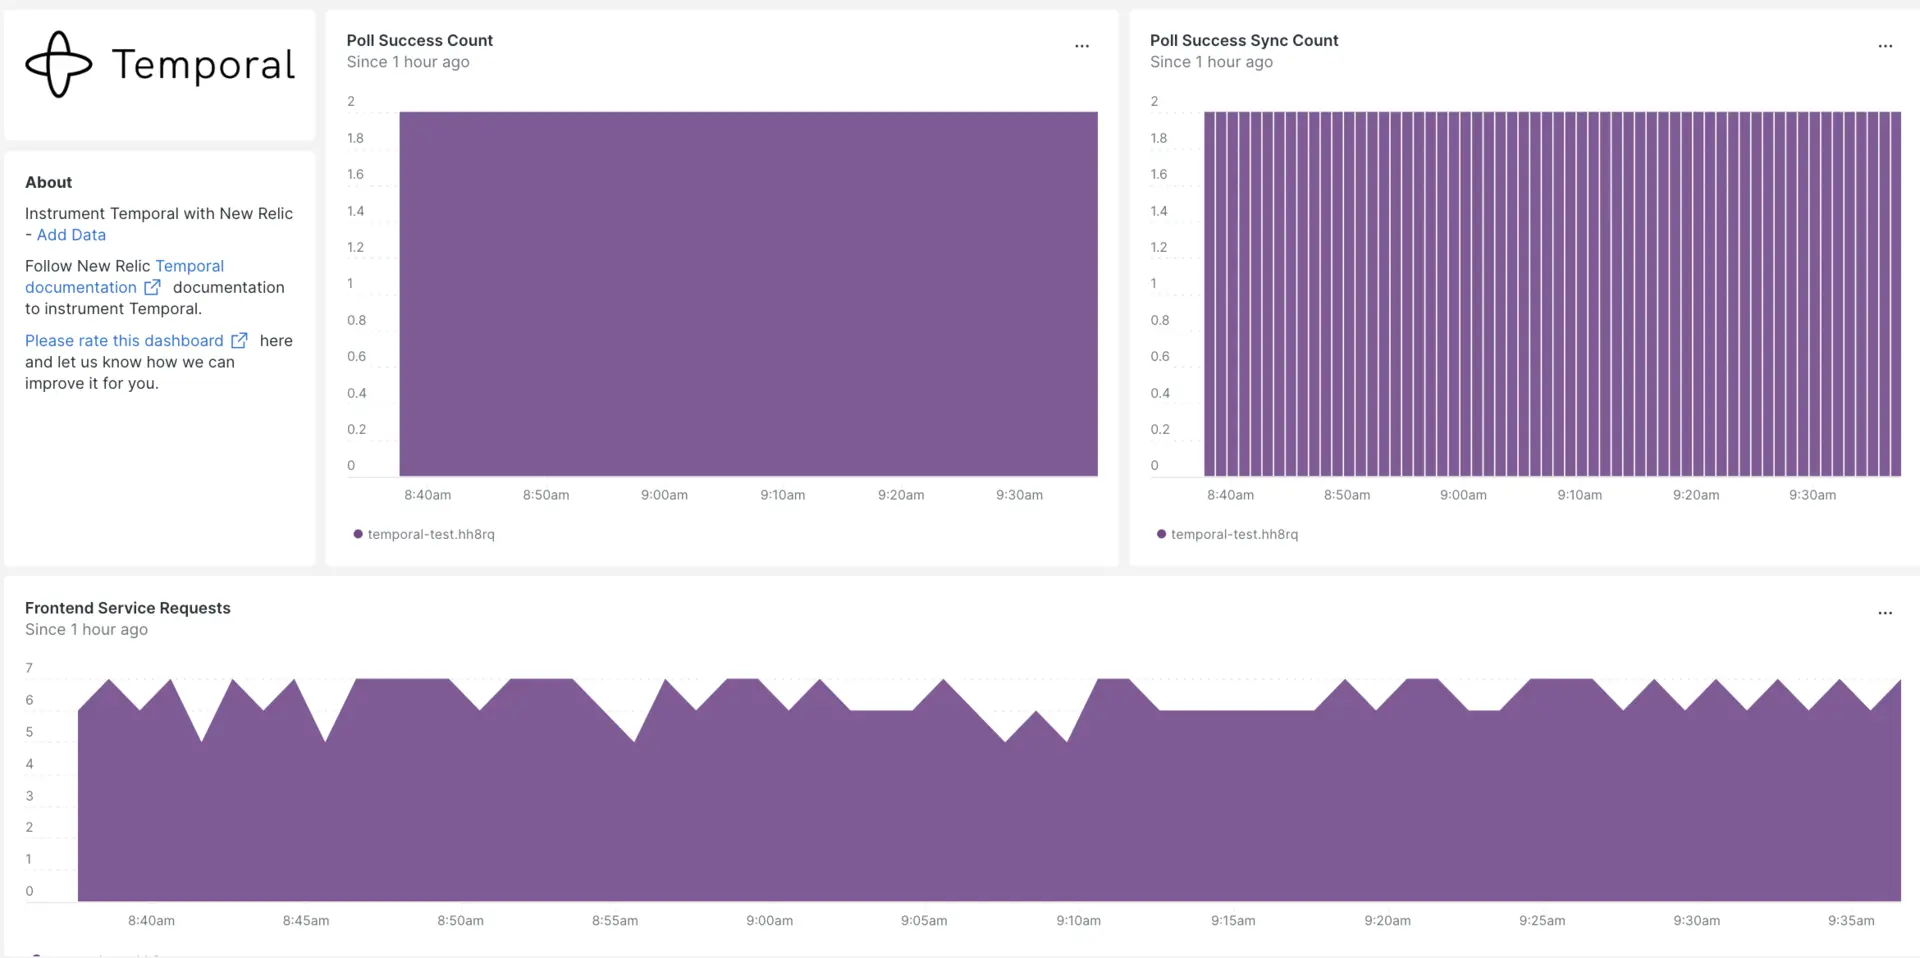 Temporal
About
Instrument Temporal with New Relic
- Add Data
Follow New Relic Temporal
documentation documentation
to instrument Temporal.
Please rate this dashboard here
and let us know how we can
improve it for you.
Poll Success Count
...
Since 1 hour ago
2
1.8
1.6
1.4
1.2
1
0.8
0.6
0.4
0.2
0
8:40am 8:50am 9:00am 9:10am 9:20am 9:30am
temporal-test.hh8rq
Poll Success Sync Count
...
Since 1 hour ago
2
1.8
1.6
1.4
1.2
1
0.8
0.6
0.4
0.2
0
8:40am 8:50am 9:00am 9:10am 9:20am 9:30am
temporal-test.hh8rq
Frontend Service Requests
...
Since 1 hour ago
7
6
5
4
3
2
1
0
8:40am 8:45am 8:50am 8:55am 9:00am 9:05am 9:10am 9:15am 9:20am 9:25am 9:30am 9:35am